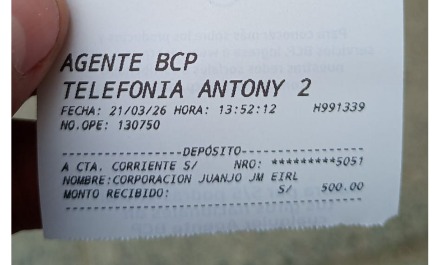 AGENTE BCP
TELEFONIA ANTONY 2
FECHA: 21/03/26 HORA: 13:52:12 H991339
NO.OPE: 130750
--------------------DEPÓSITO--------------------
A CTA. CORRIENTE S/ NRO: *********5051
NOMBRE:CORPORACION JUANJO JM EIRL
MONTO RECIBIDO: S/ 500.00